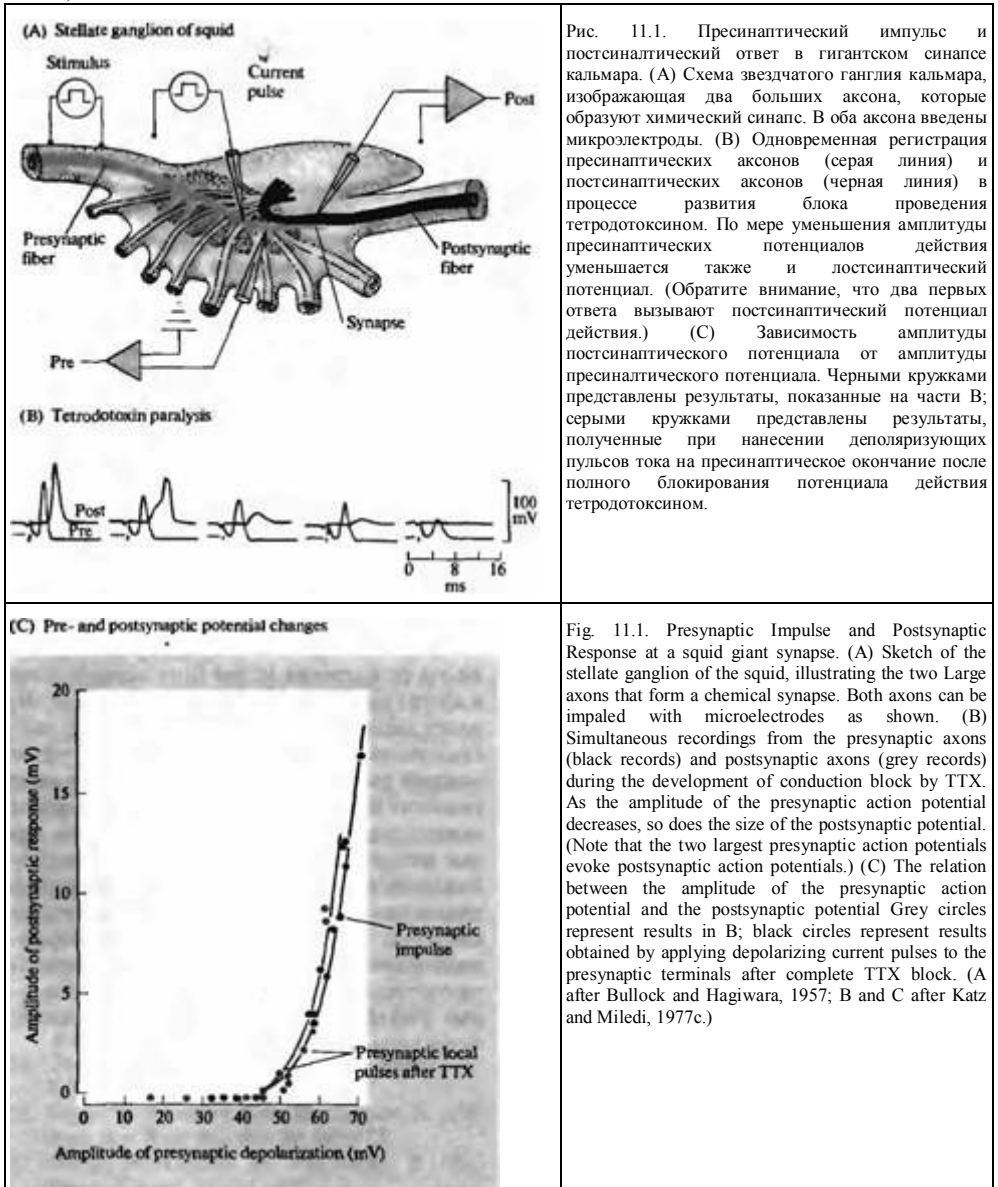 (A) Stellate ganglion of squid
Stimulus
Current
pulse
Post
Presynaptic
fiber
Postsynaptic
fiber
Synapse
Pre
(B) Tetrodotoxin paralysis
Post
Pre
100
mV
0 8 16
ms
Рис. 11.1. Пресинаптический импульс и
постсиналтический ответ в гигантском синапсе
кальмара. (А) Схема звездчатого ганглия кальмара,
изображающая два больших аксона, которые
образуют химический синапс. В оба аксона введены
микроэлектроды. (В) Одновременная регистрация
пресинаптических аксонов (серая линия) и
постсинаптических аксонов (черная линия) в
процессе развития блока проведения
тетродотоксином. По мере уменьшения амплитуды
пресинаптических потенциалов действия
уменьшается также и лостсинаптический
потенциал. (Обратите внимание, что два первых
ответа вызывают постсинаптический потенциал
действия.) (С) Зависимость амплитуды
постсинаптического потенциала от амплитуды
пресиналтического потенциала. Черными кружками
представлены результаты, показанные на части В;
серыми кружками представлены результаты,
полученные при нанесении деполяризующих
пульсов тока на пресинаптическое окончание после
полного блокирования потенциала действия
тетродотоксином.
(C) Pre- and postsynaptic potential changes
Amplitude of postsynaptic response (mV)
20
15
10
5
0
Presynaptic
impulse
Presynaptic local
pulses after TTX
0 10 20 30 40 50 60 70
Amplitude of presynaptic depolarization (mV)
Fig. 11.1. Presynaptic Impulse and Postsynaptic
Response at a squid giant synapse. (A) Sketch of the
stellate ganglion of the squid, illustrating the two Large
axons that form a chemical synapse. Both axons can be
impaled with microelectrodes as shown. (B)
Simultaneous recordings from the presynaptic axons
(black records) and postsynaptic axons (grey records)
during the development of conduction block by TTX.
As the amplitude of the presynaptic action potential
decreases, so does the size of the postsynaptic potential.
(Note that the two largest presynaptic action potentials
evoke postsynaptic action potentials.) (C) The relation
between the amplitude of the presynaptic action
potential and the postsynaptic potential Grey circles
represent results in B; black circles represent results
obtained by applying depolarizing current pulses to the
presynaptic terminals after complete TTX block. (A
after Bullock and Hagiwara, 1957; B and C after Katz
and Miledi, 1977c.)